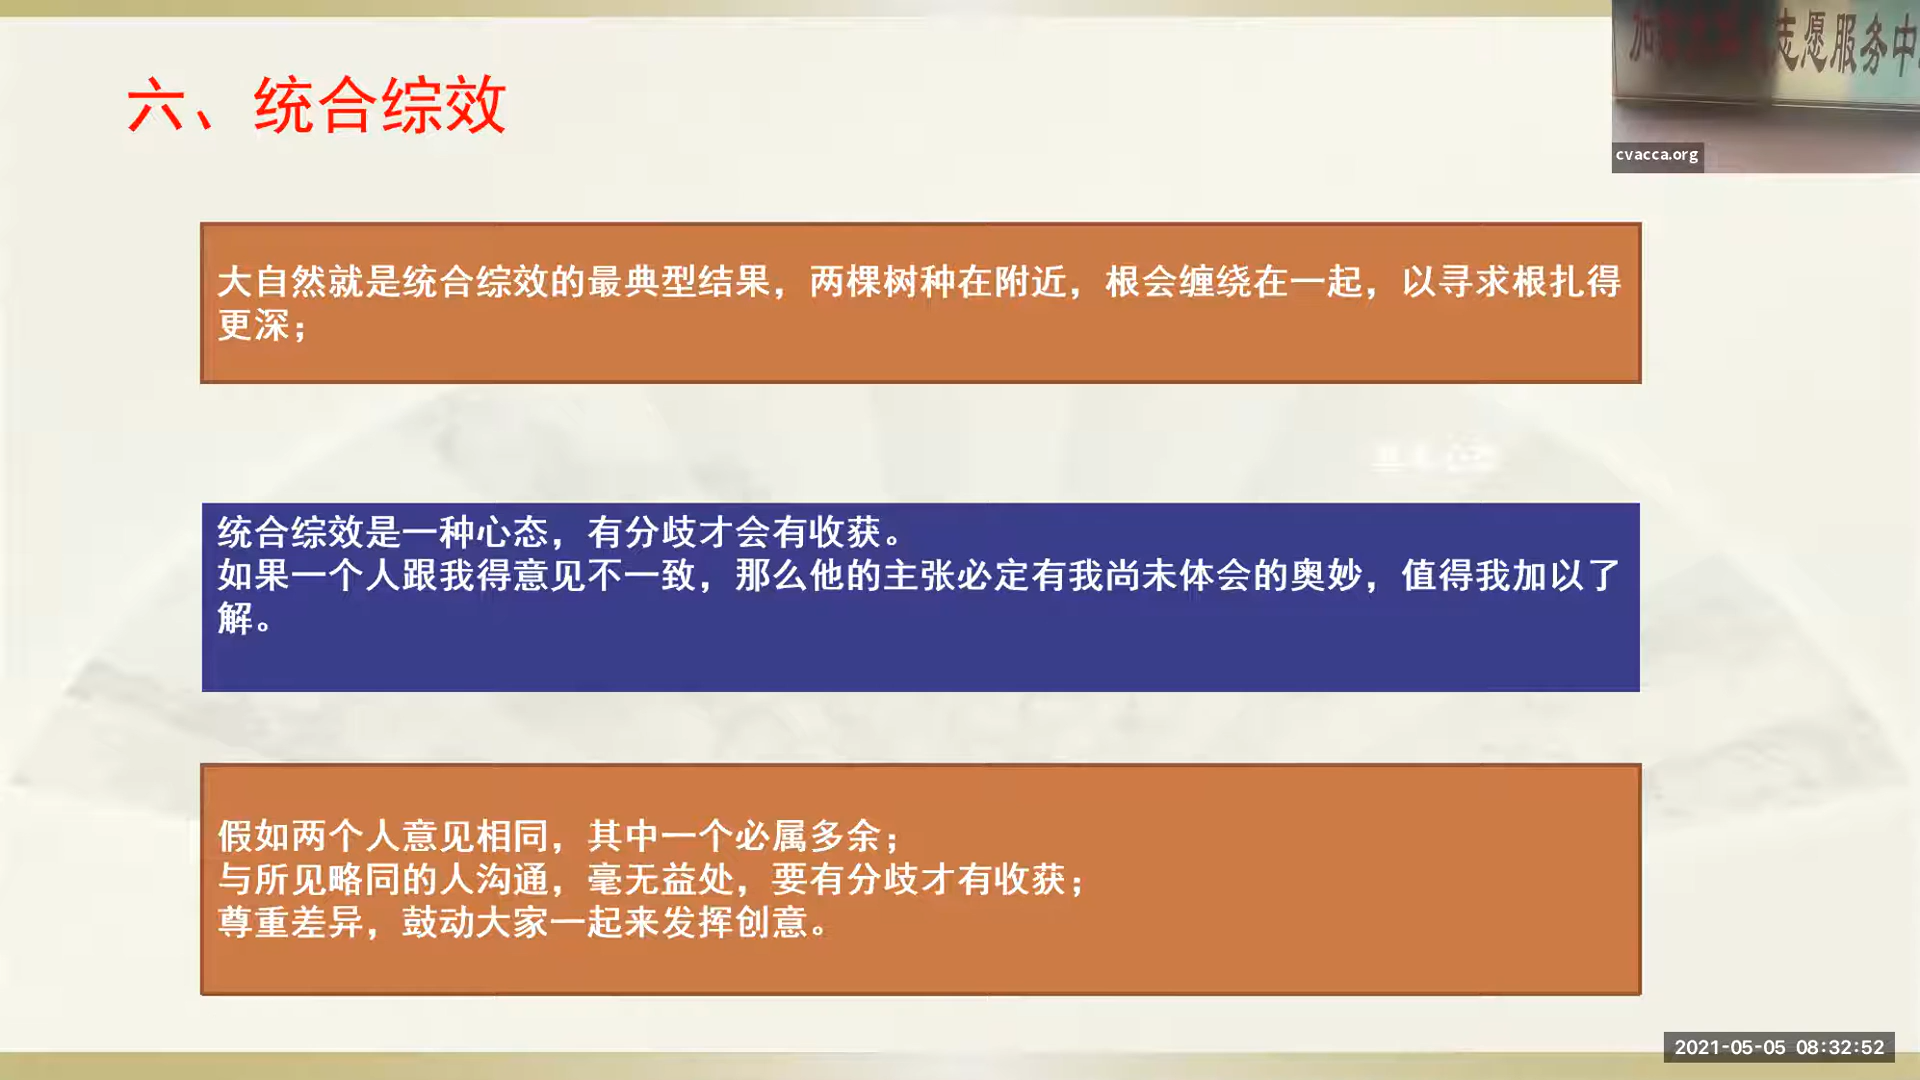 六、统合综效
志愿服务中
cvacca.org
大自然就是统合综效的最典型结果，两棵树种在附近，根会缠绕在一起，以寻求根扎得
更深；
统合综效是一种心态，有分歧才会有收获。
如果一个人跟我得意见不一致，那么他的主张必定有我尚未体会的奥妙，值得我加以了
解。
假如两个人意见相同，其中一个必属多余；
与所见略同的人沟通，毫无益处，要有分歧才有收获；
尊重差异，鼓动大家一起来发挥创意。
2021-05-05 08:32:52